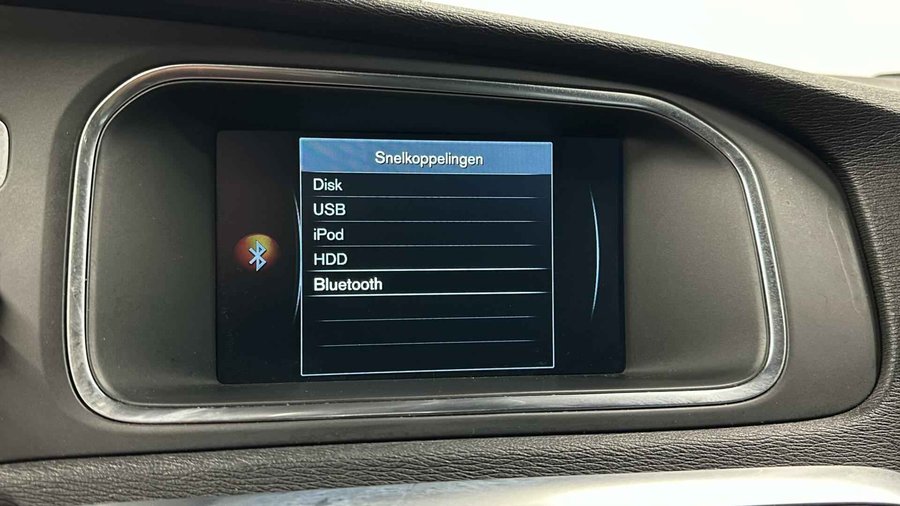 Snelkoppelingen
Disk
USB
iPod
HDD
Bluetooth